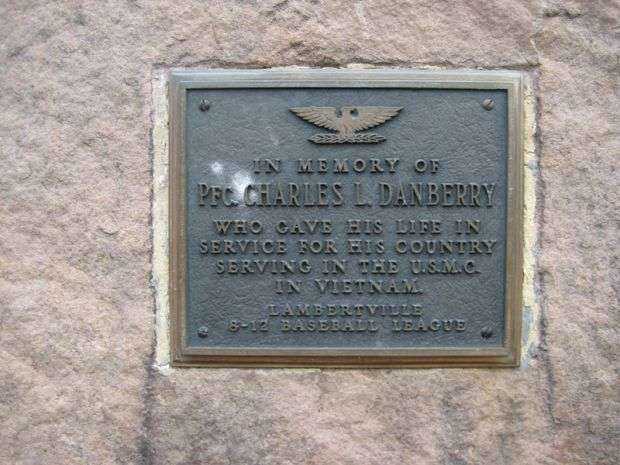 IN MEMORY OF
PFC. CHARLES L. DANBERRY
WHO GAVE HIS LIFE IN
SERVICE FOR HIS COUNTRY
SERVING IN THE U.S.M.C.
IN VIETNAM.
LAMBERTVILLE
8-12 BASEBALL LEAGUE